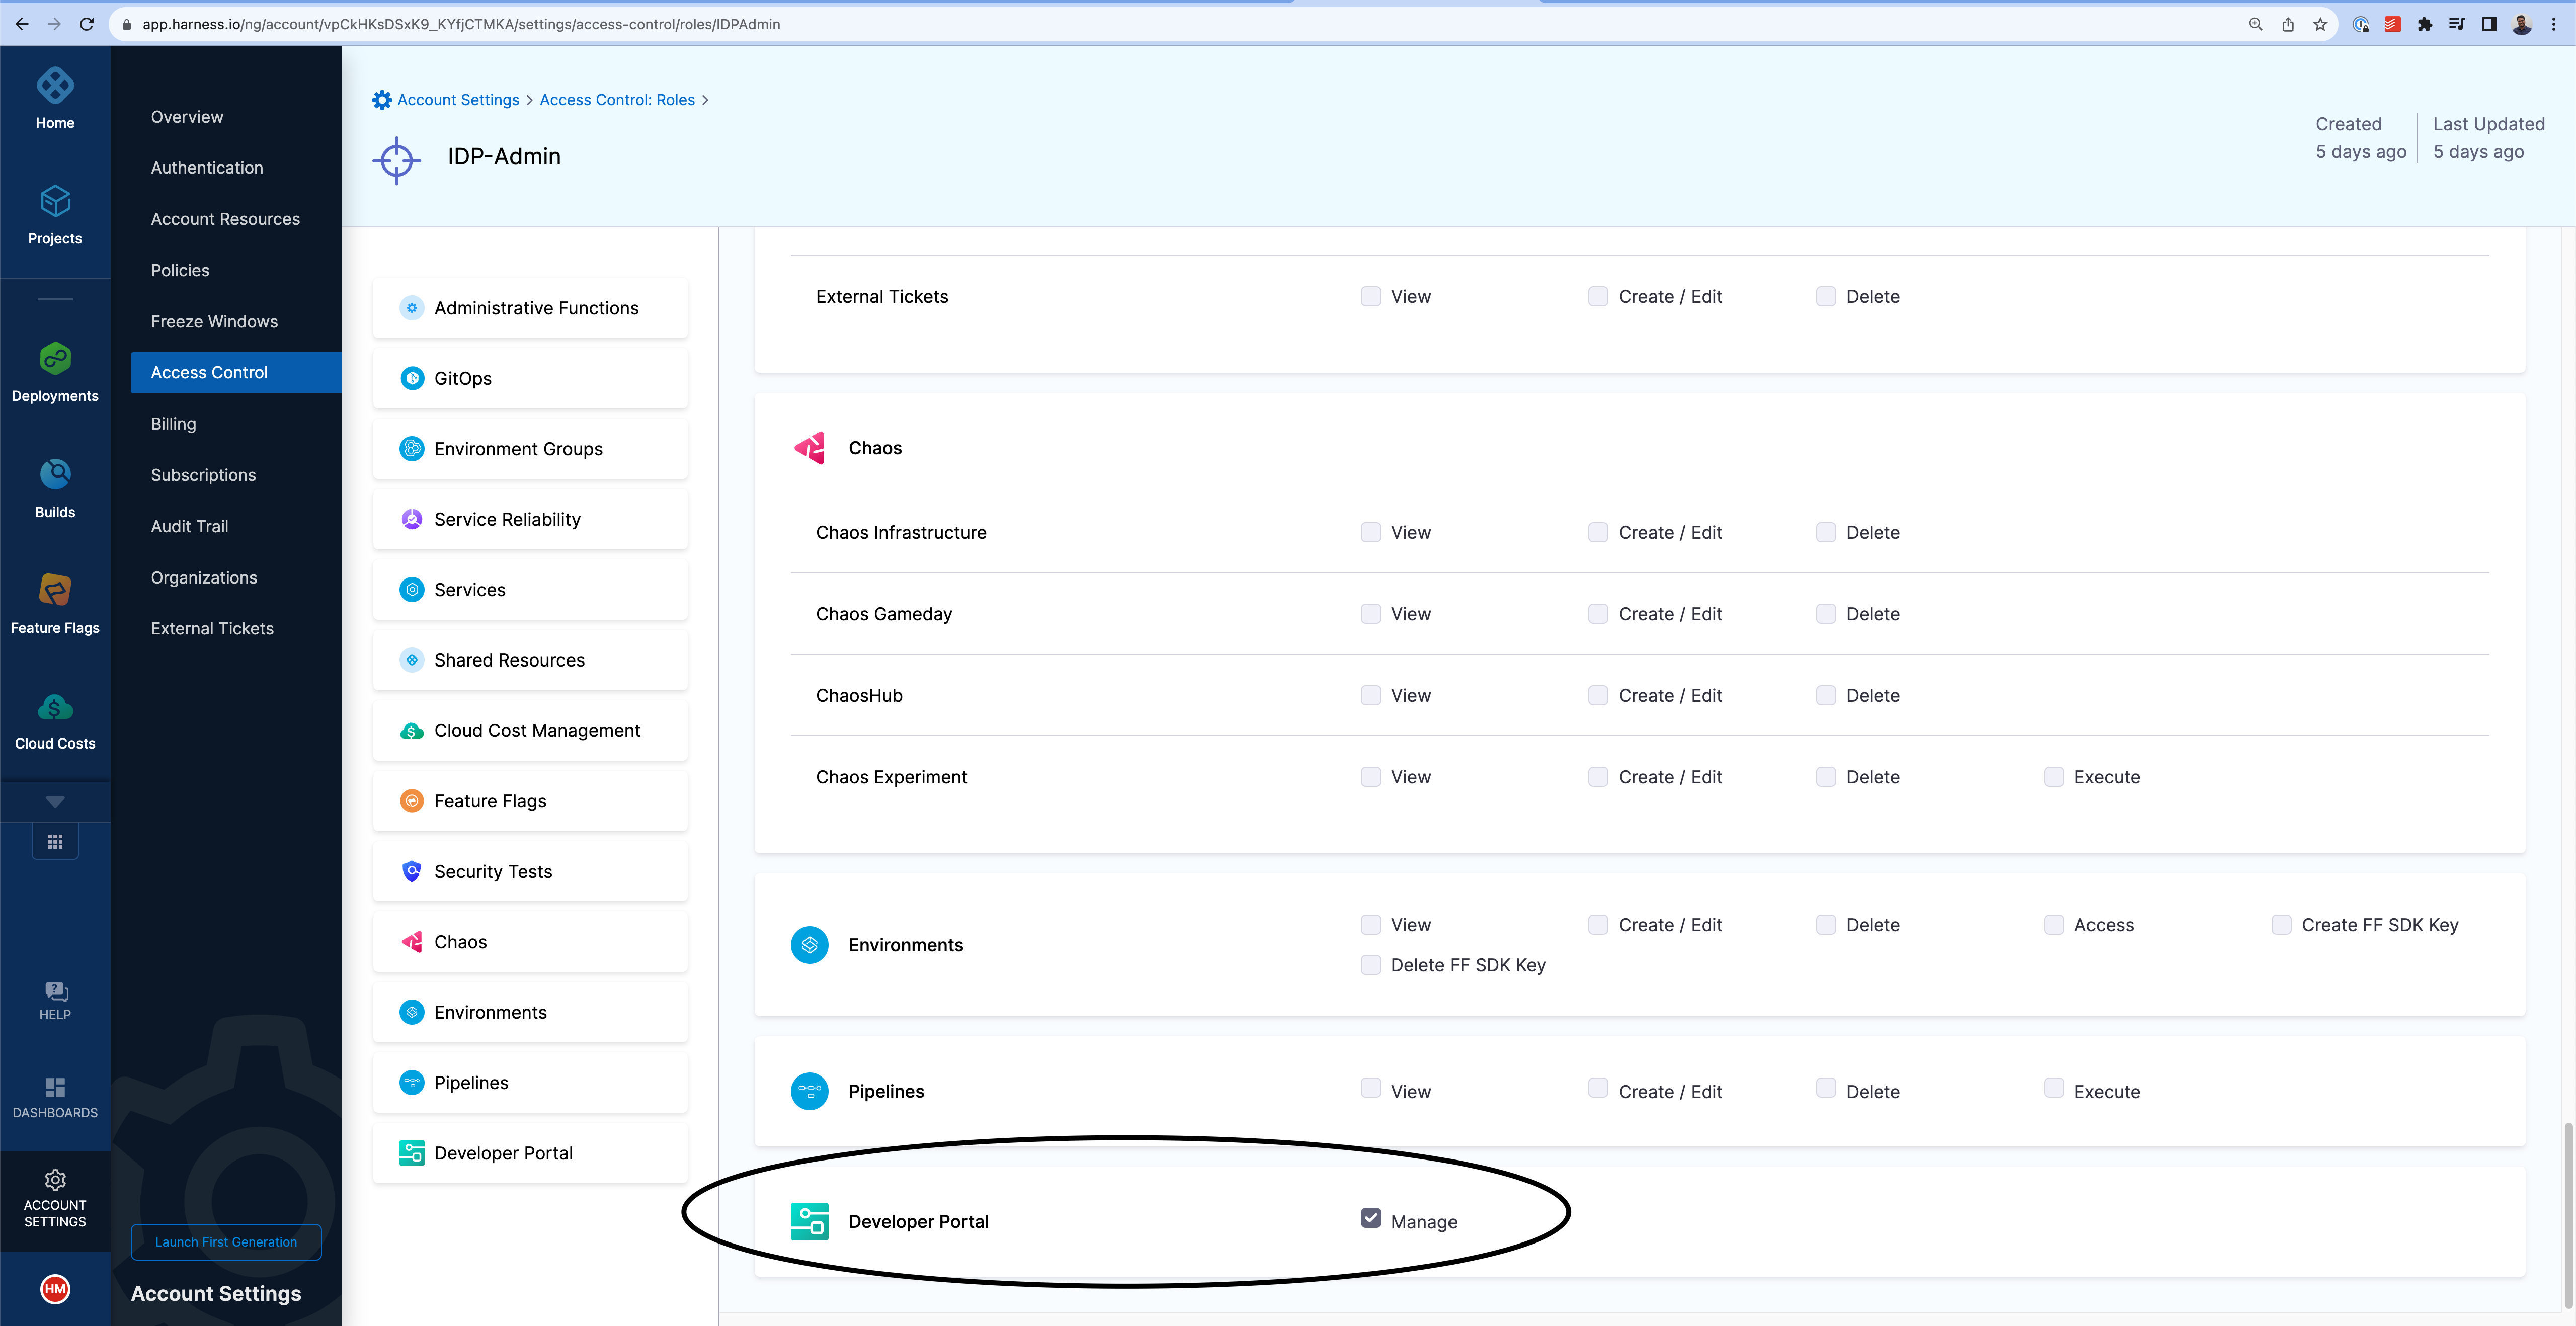 app.harness.io/ng/account/vpCkHKsDSxK9_KYfjCTMKA/settings/access-control/roles/IDPAdmin
Home
Projects
Deployments
Builds
Feature Flags
Cloud Costs
HELP
DASHBOARDS
ACCOUNT
SETTINGS
HM
Overview
Authentication
Account Resources
Policies
Freeze Windows
Access Control
Billing
Subscriptions
Audit Trail
Organizations
External Tickets
Launch First Generation
Account Settings
Account Settings > Access Control: Roles >
IDP-Admin
Created
5 days ago
Last Updated
5 days ago
Administrative Functions
GitOps
Environment Groups
Service Reliability
Services
Shared Resources
Cloud Cost Management
Feature Flags
Security Tests
Chaos
Environments
Pipelines
Developer Portal
External Tickets View Create / Edit Delete
Chaos
Chaos Infrastructure View Create / Edit Delete
Chaos Gameday View Create / Edit Delete
ChaosHub View Create / Edit Delete
Chaos Experiment View Create / Edit Delete Execute
Environments View Create / Edit Delete Access Create FF SDK Key
Delete FF SDK Key
Pipelines View Create / Edit Delete Execute
Developer Portal Manage